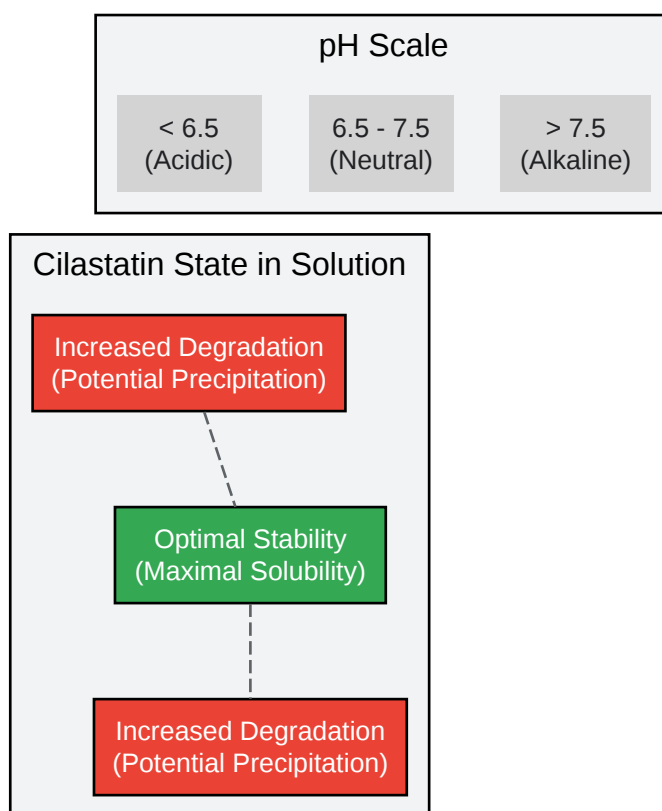 pH Scale
< 6.5
(Acidic)
6.5 - 7.5
(Neutral)
> 7.5
(Alkaline)
Cilastatin State in Solution
Increased Degradation
(Potential Precipitation)
Optimal Stability
(Maximal Solubility)
Increased Degradation
(Potential Precipitation)